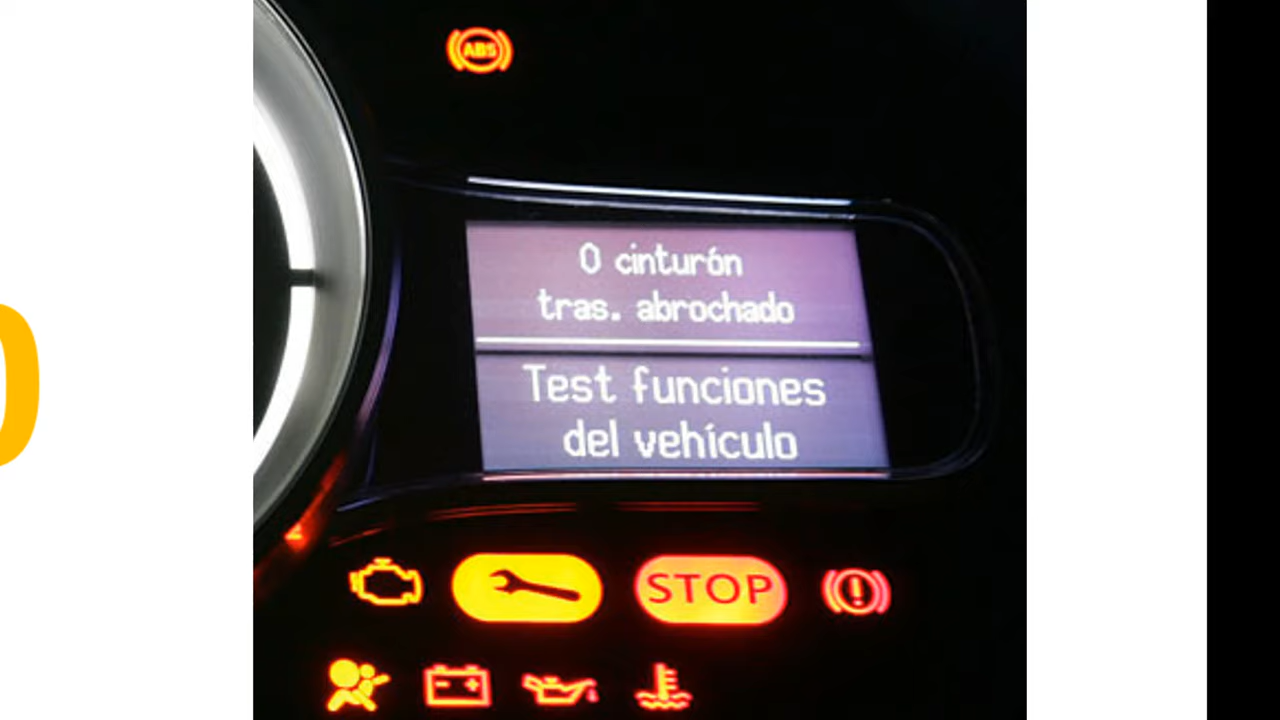 ABS
0 cinturón
tras. abrochado
Test funciones
del vehículo
STOP